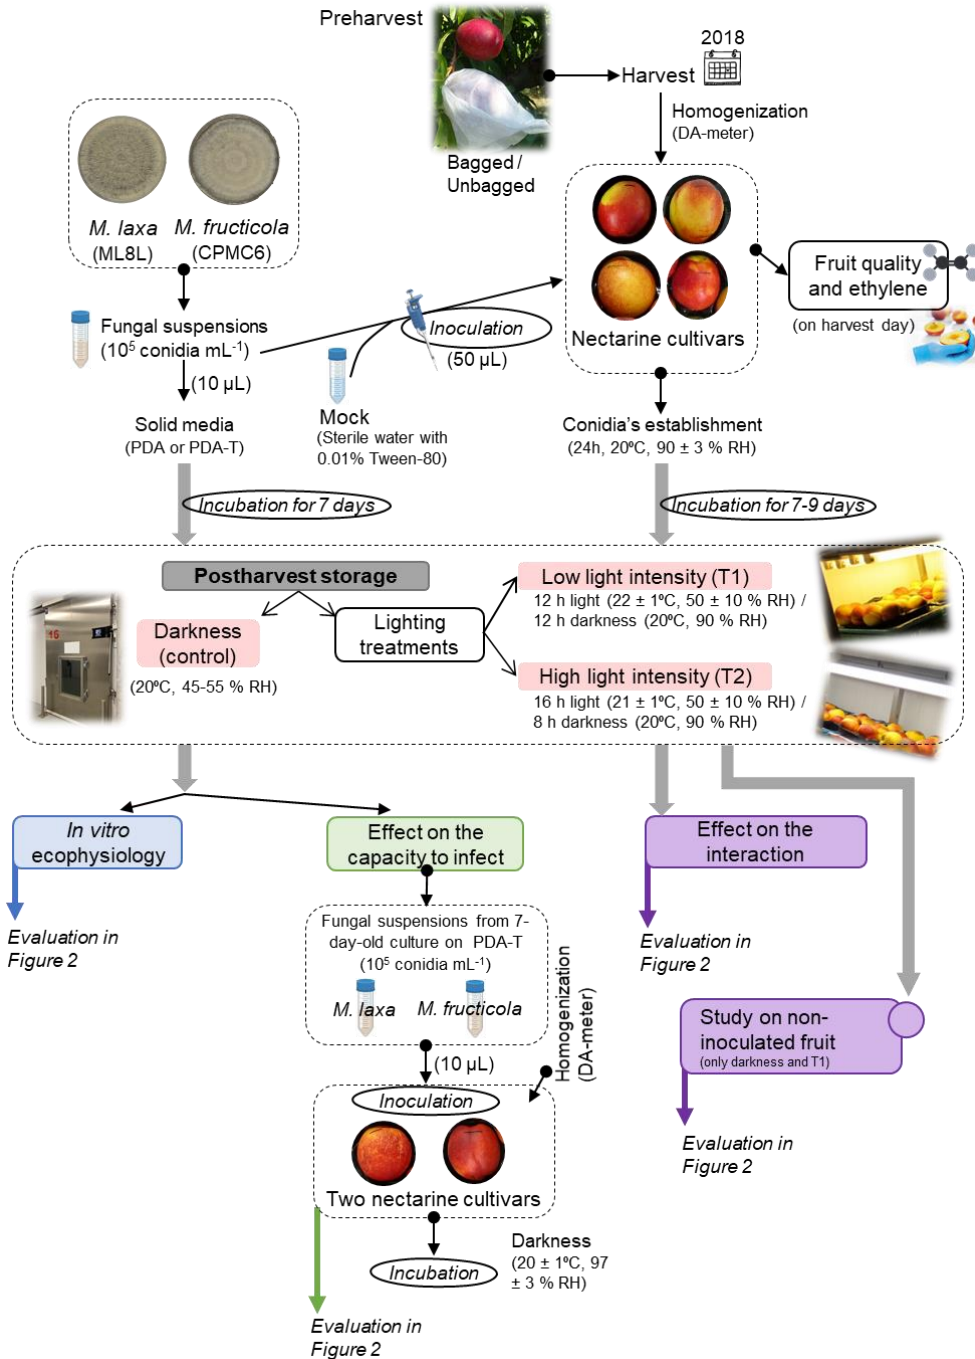 Preharvest
2018
Harvest
Homogenization
(DA-meter)
Bagged /
Unbagged
M. laxa
(ML8L)
M. fructicola
(CPMC6)
Fungal suspensions
(10⁵ conidia mL⁻¹)
(10 µL)
Inoculation
(50 µL)
Nectarine cultivars
Fruit quality
and ethylene
(on harvest day)
Mock
(Sterile water with
0.01% Tween-80)
Solid media
(PDA or PDA-T)
Conidia's establishment
(24h, 20ºC, 90 ± 3 % RH)
Incubation for 7 days
Incubation for 7-9 days
Postharvest storage
Darkness
(control)
(20ºC, 45-55 % RH)
Lighting
treatments
Low light intensity (T1)
12 h light (22 ± 1ºC, 50 ± 10 % RH) /
12 h darkness (20ºC, 90 % RH)
High light intensity (T2)
16 h light (21 ± 1ºC, 50 ± 10 % RH) /
8 h darkness (20ºC, 90 % RH)
In vitro
ecophysiology
Evaluation in
Figure 2
Effect on the
capacity to infect
Fungal suspensions from 7-
day-old culture on PDA-T
(10⁵ conidia mL⁻¹)
M. laxa
M. fructicola
Homogenization
(DA-meter)
(10 µL)
Inoculation
Two nectarine cultivars
Incubation
Darkness
(20 ± 1ºC, 97
± 3 % RH)
Evaluation in
Figure 2
Effect on the
interaction
Evaluation in
Figure 2
Study on non-
inoculated fruit
(only darkness and T1)
Evaluation in
Figure 2